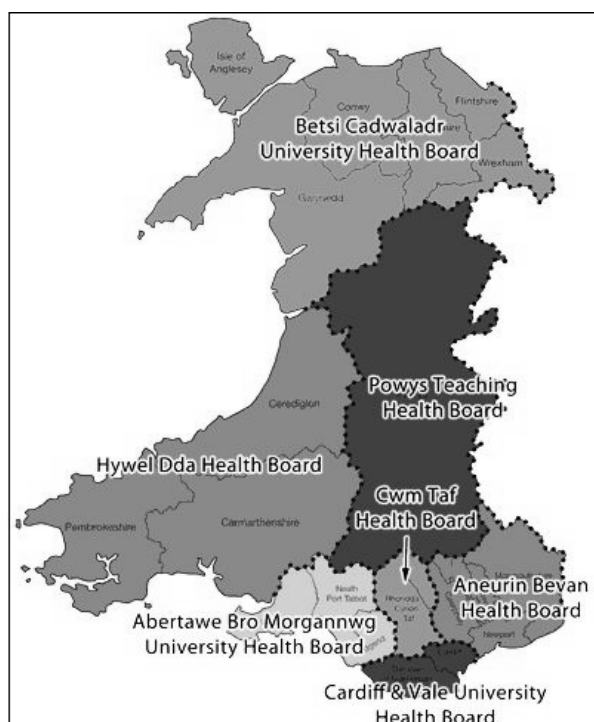 Isle of
Anglesey
Conwy
Flintshire
Betsi Cadwaladr
University Health Board
Wrexham
Gwynedd
Powys Teaching
Health Board
Ceredigion
Hywel Dda Health Board
Cwm Taf
Health Board
Pembrokeshire
Carmarthenshire
Neath
Port Talbot
Rhondda
Cynon
Taf
Aneurin Bevan
Health Board
Abertawe Bro Morgannwg
University Health Board
Newport
Cardiff & Vale University
Health Board